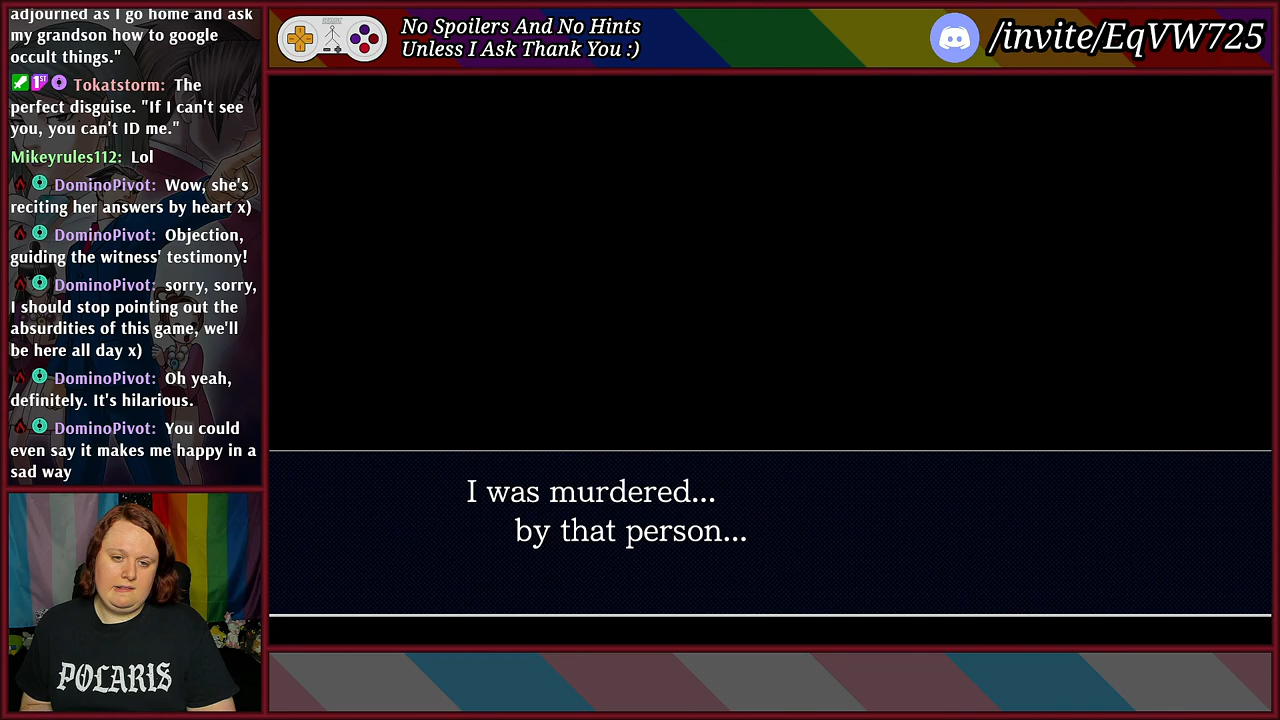 adjourned as I go home and ask
my grandson how to google
occult things."
Tokatstorm: The
perfect disguise. "If I can't see
you, you can't ID me."
Mikeyrules112: Lol
DominoPivot: Wow, she's
reciting her answers by heart x)
DominoPivot: Objection,
guiding the witness' testimony!
DominoPivot: sorry, sorry,
I should stop pointing out the
absurdities of this game, we'll
be here all day x)
DominoPivot: Oh yeah,
definitely. It's hilarious.
DominoPivot: You could
even say it makes me happy in a
sad way
No Spoilers And No Hints
Unless I Ask Thank You :)
/invite/EqVW725
I was murdered...
by that person...
POLARIS